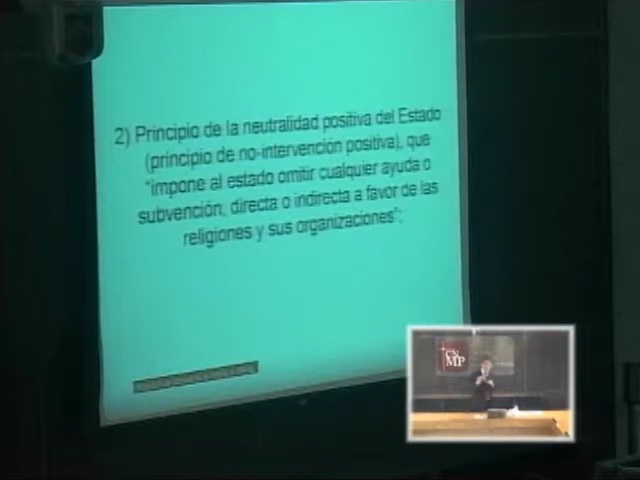 2) Principio de la neutralidad positiva del Estado
(principio de no-intervención positiva), que
"impone al estado omitir cualquier ayuda o
subvención, directa o indirecta a favor de las
religiones y sus organizaciones";
MP